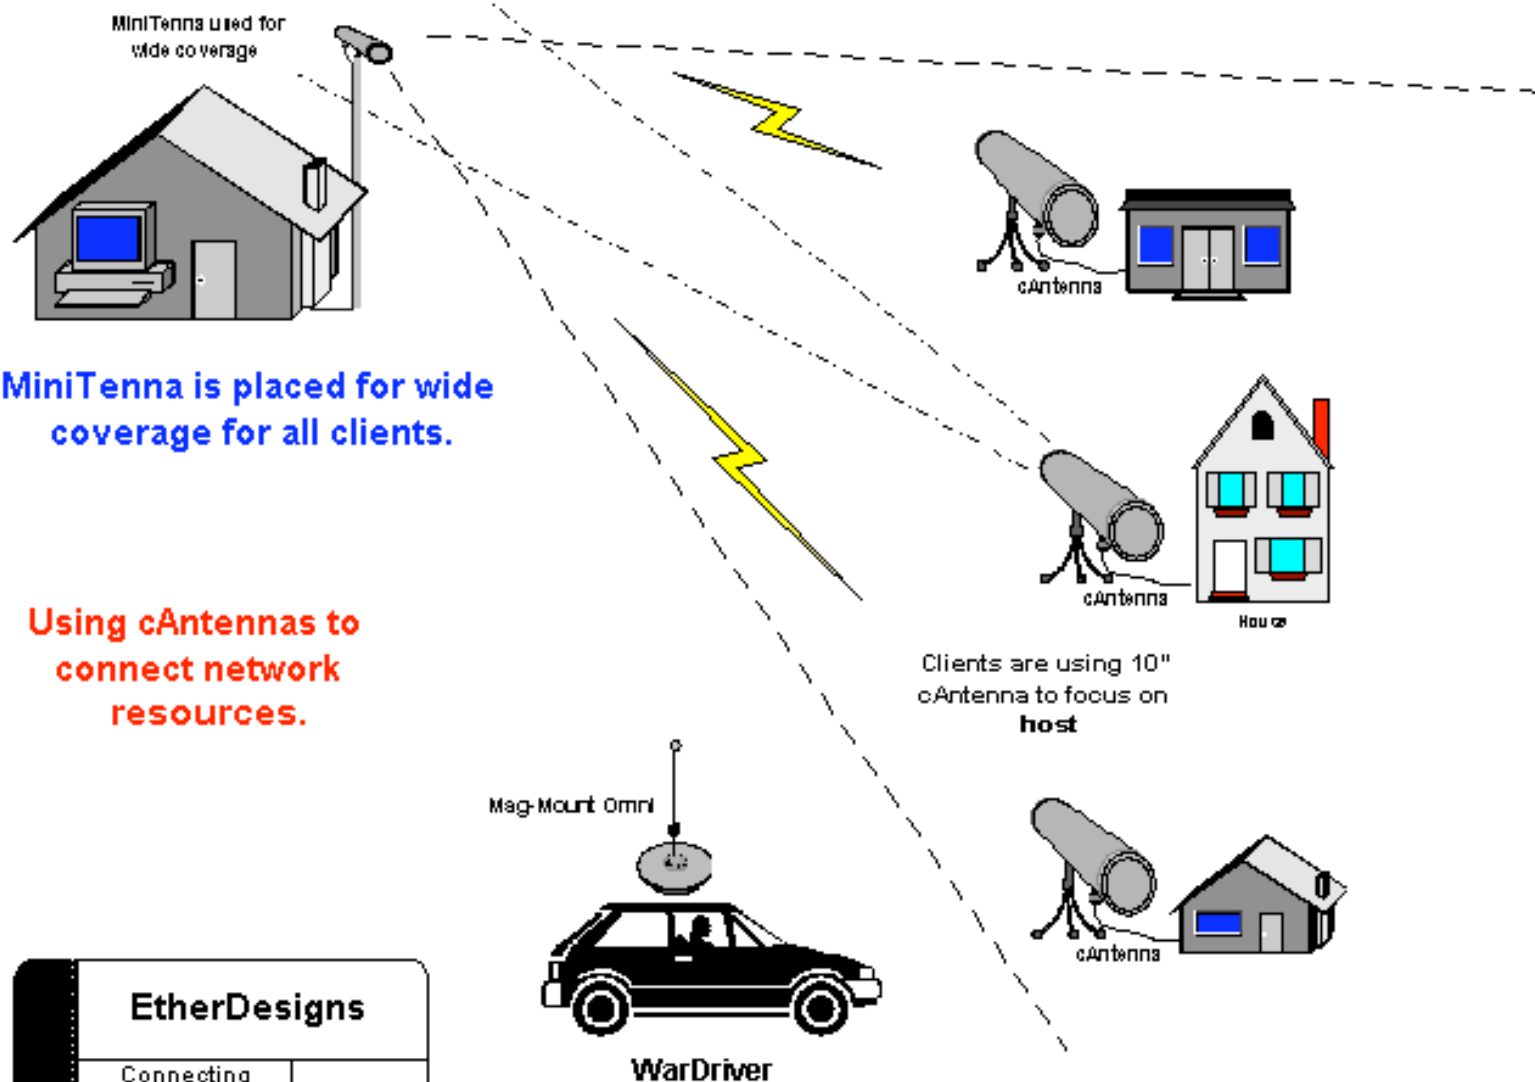 MiniTenna used for
wide coverage
cAntenna
MiniTenna is placed for wide
coverage for all clients.
cAntenna
House
Using cAntennas to
connect network
resources.
Clients are using 10"
cAntenna to focus on
host
Mag-Mount Omni
cAntenna
EtherDesigns
Connecting
WarDriver